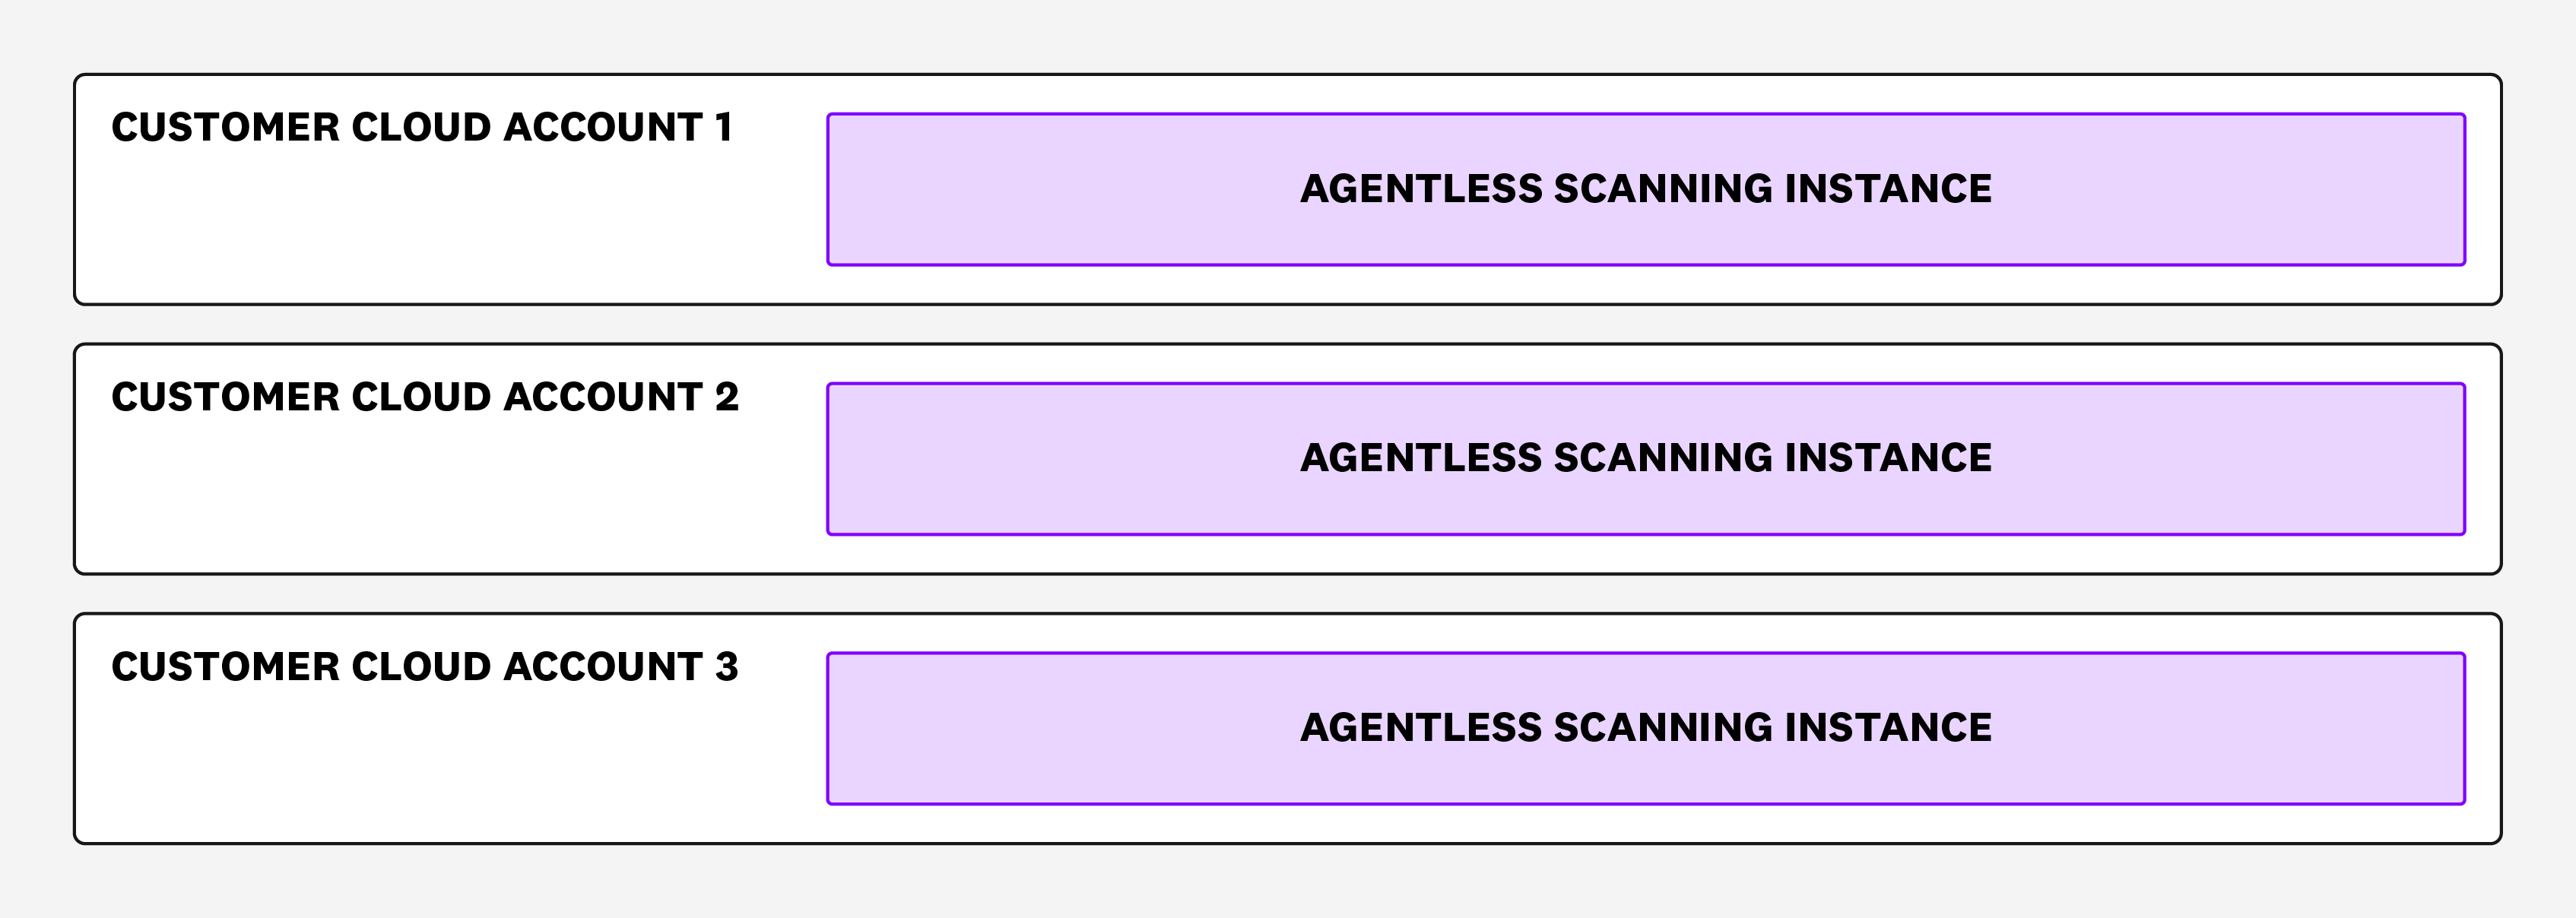 CUSTOMER CLOUD ACCOUNT 1
AGENTLESS SCANNING INSTANCE
CUSTOMER CLOUD ACCOUNT 2
AGENTLESS SCANNING INSTANCE
CUSTOMER CLOUD ACCOUNT 3
AGENTLESS SCANNING INSTANCE